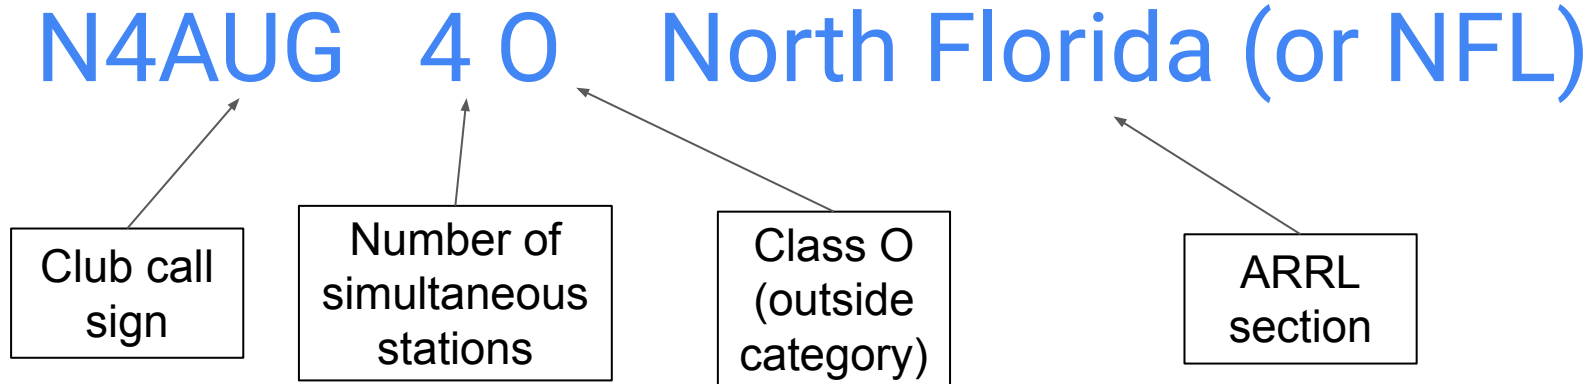 N4AUG 4 O North Florida (or NFL)
Club call
sign
Number of
simultaneous
stations
Class O
(outside
category)
ARRL
section